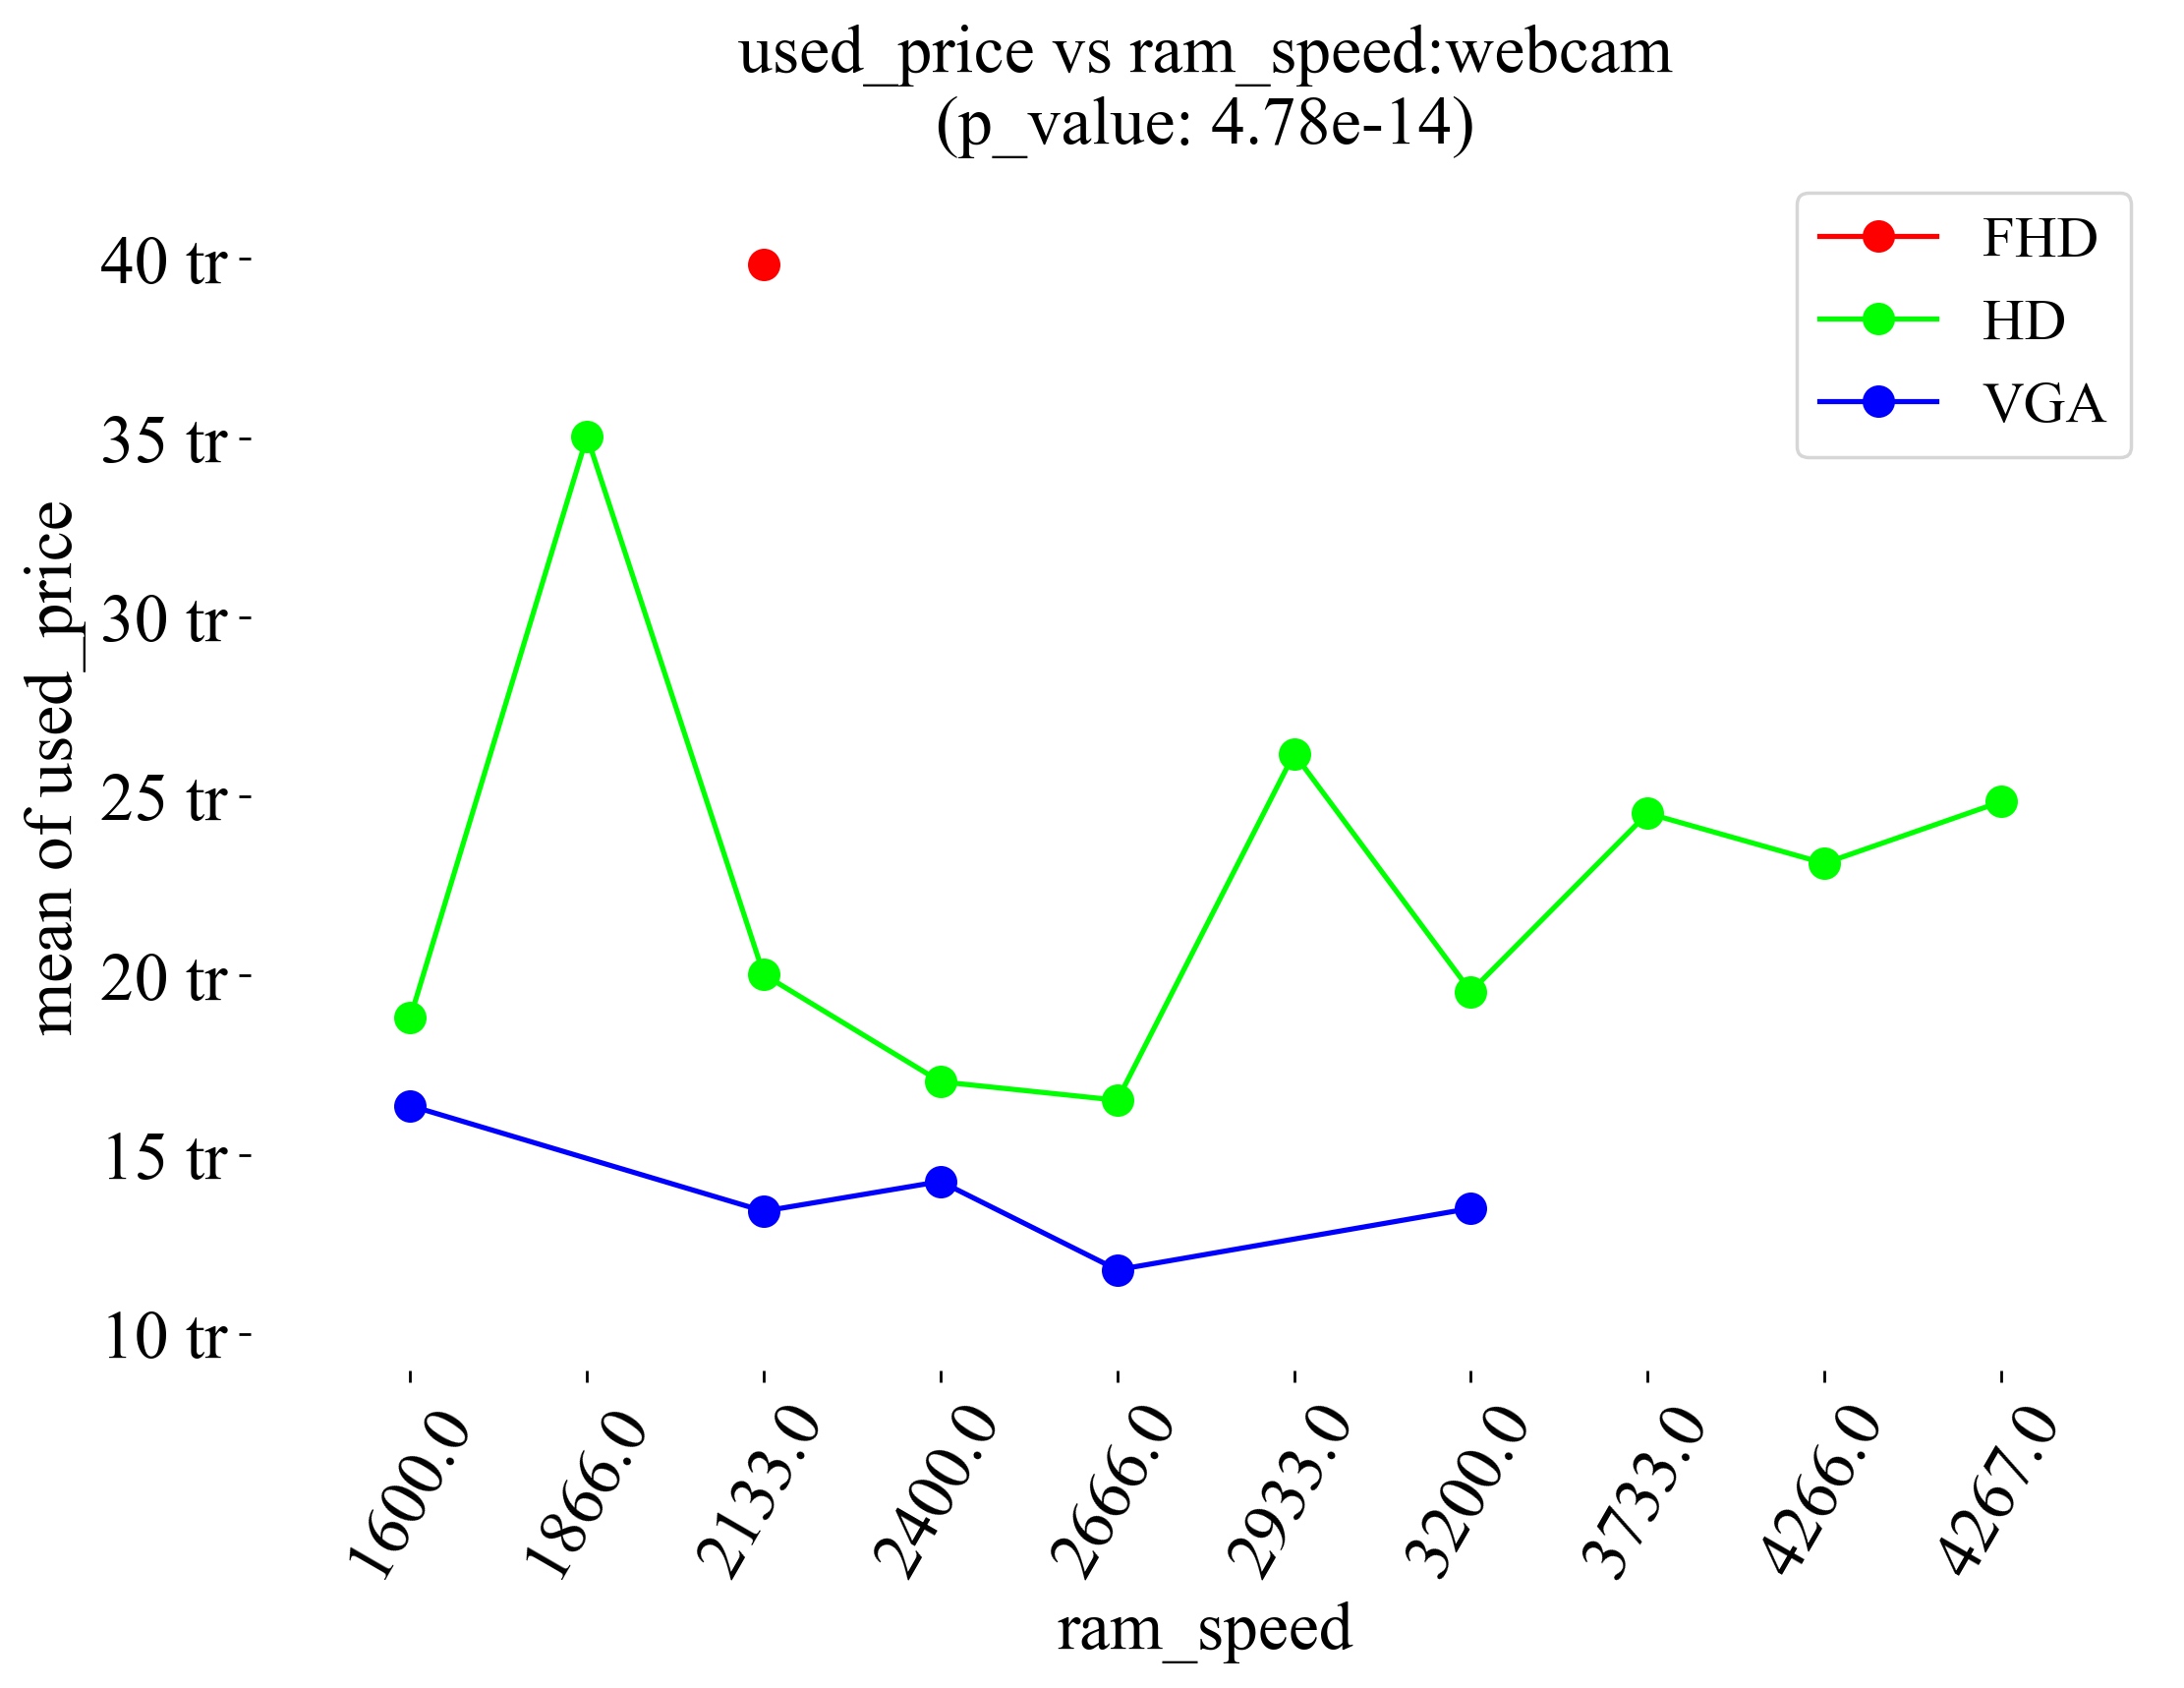 used_price vs ram_speed:webcam
(p_value: 4.78e-14)
FHD
HD
VGA
mean of used_price
40 tr
35 tr
30 tr
25 tr
20 tr
15 tr
10 tr
1600.0
1866.0
2133.0
2400.0
2666.0
2933.0
3200.0
3733.0
4266.0
4267.0
ram_speed